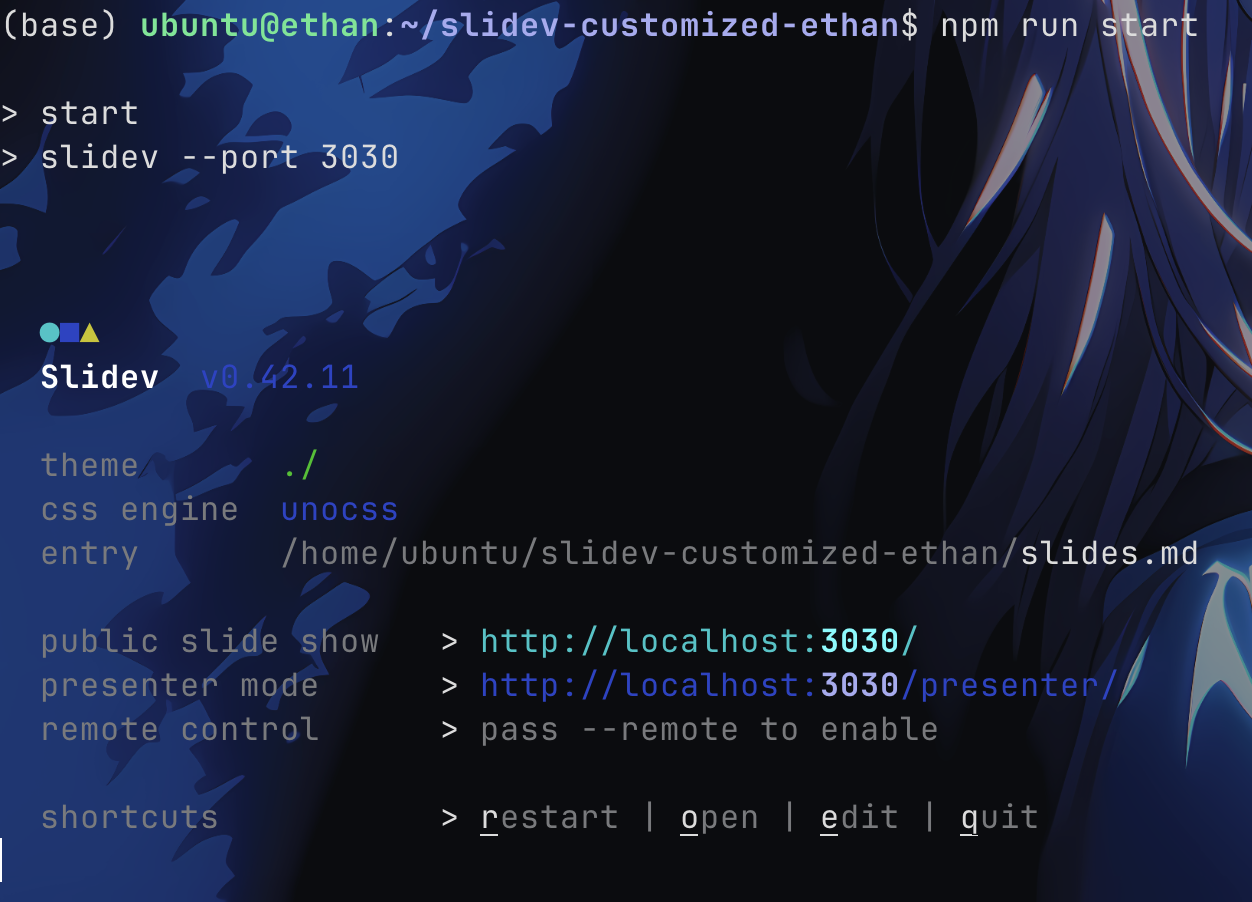 (base) ubuntu@ethan:~/slidev-customized-ethan$ npm run start
> start
> slidev --port 3030
Slidev  v0.42.11
theme       ./
css engine  unocss
entry       /home/ubuntu/slidev-customized-ethan/slides.md
public slide show   > http://localhost:3030/
presenter mode      > http://localhost:3030/presenter/
remote control      > pass --remote to enable
shortcuts           > restart | open | edit | quit